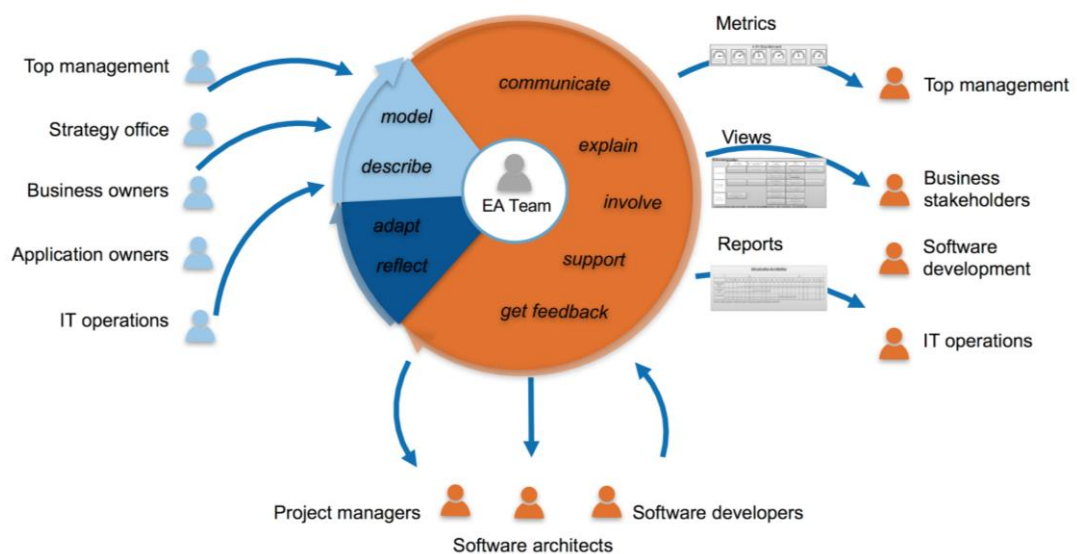 Top management
Strategy office
Business owners
Application owners
IT operations
model
describe
adapt
reflect
EA Team
communicate
explain
involve
support
get feedback
Metrics
Views
Reports
Top management
Business
stakeholders
Software
development
IT operations
Project managers
Software architects
Software developers